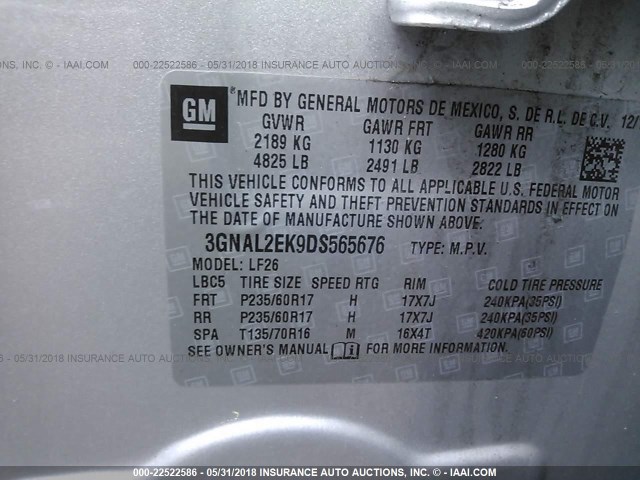 000-22522586 - 05/31/2018 INSURANCE AUTO AUCTIONS, INC. - © IAAI.COM
GM
® MFD BY GENERAL MOTORS DE MEXICO, S. DE R.L. DE C.V. 12/
GVWR GAWR FRT GAWR RR
2189 KG 1130 KG 1280 KG
4825 LB 2491 LB 2822 LB
THIS VEHICLE CONFORMS TO ALL APPLICABLE U.S. FEDERAL MOTOR
VEHICLE SAFETY AND THEFT PREVENTION STANDARDS IN EFFECT ON
THE DATE OF MANUFACTURE SHOWN ABOVE.
3GNAL2EK9DS565676 TYPE: M.P.V.
MODEL: LF26
LBC5 TIRE SIZE SPEED RTG RIM COLD TIRE PRESSURE
FRT P235/60R17 H 17X7J 240KPA(35PSI)
RR P235/60R17 H 17X7J 240KPA(35PSI)
SPA T135/70R16 M 16X4T 420KPA(60PSI)
SEE OWNER'S MANUAL FOR MORE INFORMATION.
000-22522586 - 05/31/2018 INSURANCE AUTO AUCTIONS, INC. - © IAAI.COM